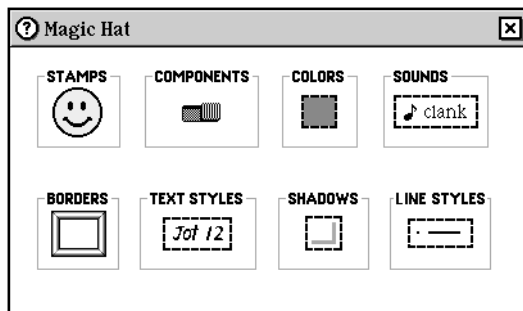 Magic Hat
STAMPS
COMPONENTS
COLORS
SOUNDS
clank
BORDERS
TEXT STYLES
Jot 12
SHADOWS
LINE STYLES